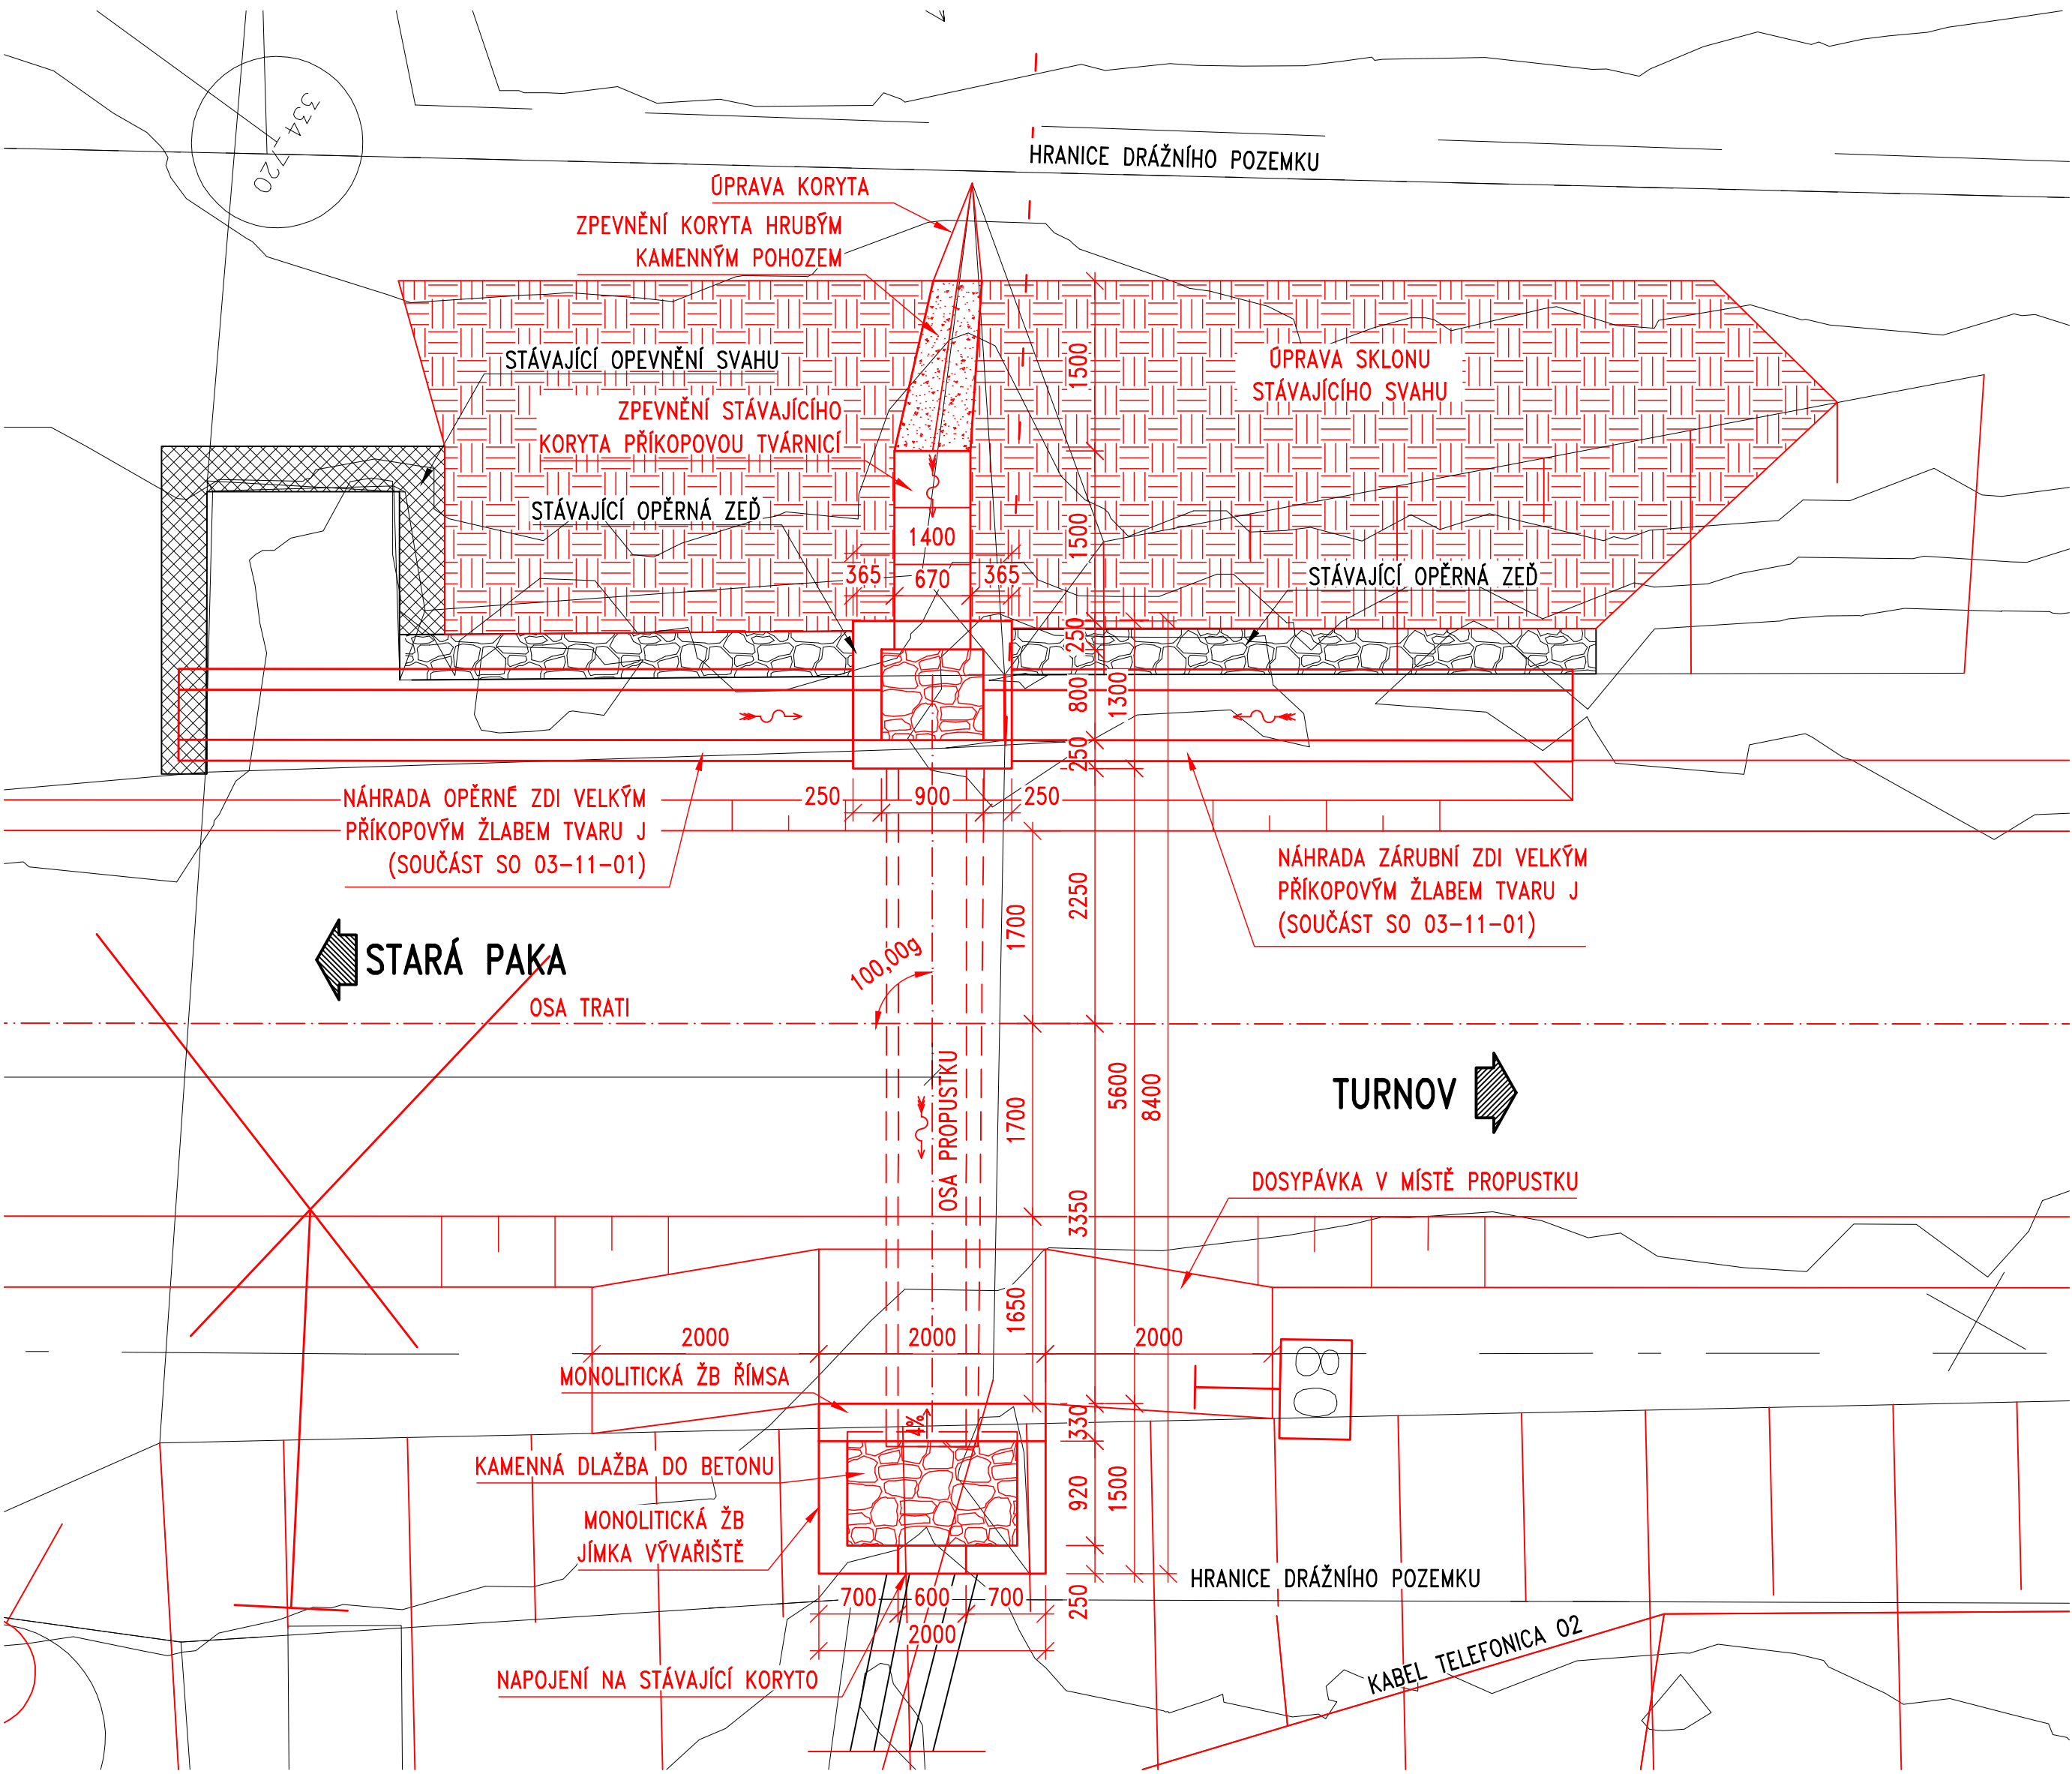 334-720
HRANICE DRÁŽNÍHO POZEMKU
ÚPRAVA KORYTA
ZPEVNĚNÍ KORYTA HRUBÝM
KAMENNÝM POHOZEM
STÁVAJÍCÍ OPEVNĚNÍ SVAHU
ÚPRAVA SKLONU
STÁVAJÍCÍHO SVAHU
1500
ZPEVNĚNÍ STÁVAJÍCÍHO
KORYTA PŘÍKOPOVOU TVÁRNICÍ
STÁVAJÍCÍ OPĚRNÁ ZEĎ
1400
1500
365
670
365
STÁVAJÍCÍ OPĚRNÁ ZEĎ
250
800
1300
250
250
900
250
NÁHRADA OPĚRNÉ ZDI VELKÝM
PŘÍKOPOVÝM ŽLABEM TVARU J
(SOUČÁST SO 03-11-01)
NÁHRADA ZÁRUBNÍ ZDI VELKÝM
PŘÍKOPOVÝM ŽLABEM TVARU J
(SOUČÁST SO 03-11-01)
2250
1700
100,00g
STARÁ PAKA
OSA TRATI
OSA PROPUSTKU
1700
5600
8400
TURNOV
DOSYPÁVKA V MÍSTĚ PROPUSTKU
3350
1650
2000
2000
2000
MONOLITICKÁ ŽB ŘÍMSA
4%
330
KAMENNÁ DLAŽBA DO BETONU
920
1500
MONOLITICKÁ ŽB
JÍMKA VÝVAŘIŠTĚ
HRANICE DRÁŽNÍHO POZEMKU
700
600
700
250
2000
KABEL TELEFONICA O2
NAPOJENÍ NA STÁVAJÍCÍ KORYTO